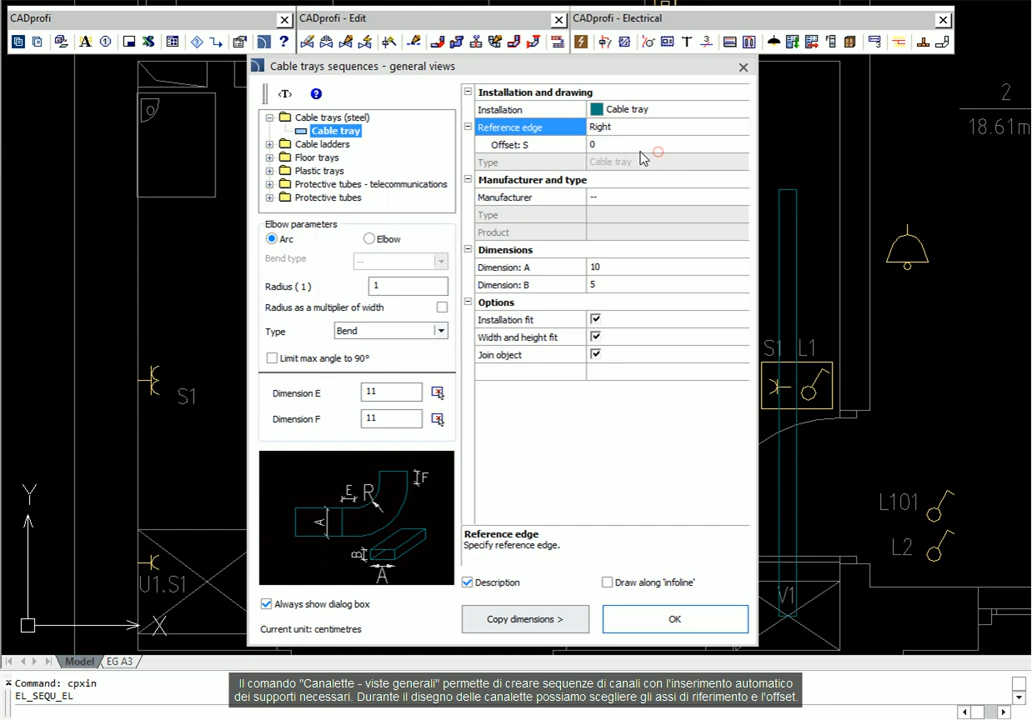 CADprofi
CADprofi - Edit
CADprofi - Electrical
Cable trays sequences - general views
<T>
Cable trays (steel)
Cable tray
Cable ladders
Floor trays
Plastic trays
Protective tubes - telecommunications
Protective tubes
Elbow parameters
Arc
Elbow
Bend type
--
Radius ( 1 )
1
Radius as a multiplier of width
Type
Bend
Limit max angle to 90°
Dimension E
11
Dimension F
11
E
R
F
A
B
A
Always show dialog box
Current unit: centimetres
Installation and drawing
Installation
Cable tray
Reference edge
Right
Offset: S
0
Type
Cable tray
Manufacturer and type
Manufacturer
--
Type
Product
Dimensions
Dimension: A
10
Dimension: B
5
Options
Installation fit
Width and height fit
Join object
Reference edge
Specify reference edge.
Description
Draw along 'infoline'
Copy dimensions >
OK
2
18.61m
S1
S1 L1
L101
L2
U1.S1
V1
Y
X
Model
EG A3
Command: cpxin
EL_SEQU_EL
Il comando "Canalette - viste generali" permette di creare sequenze di canali con l'inserimento automatico
dei supporti necessari. Durante il disegno delle canalette possiamo scegliere gli assi di riferimento e l'offset.